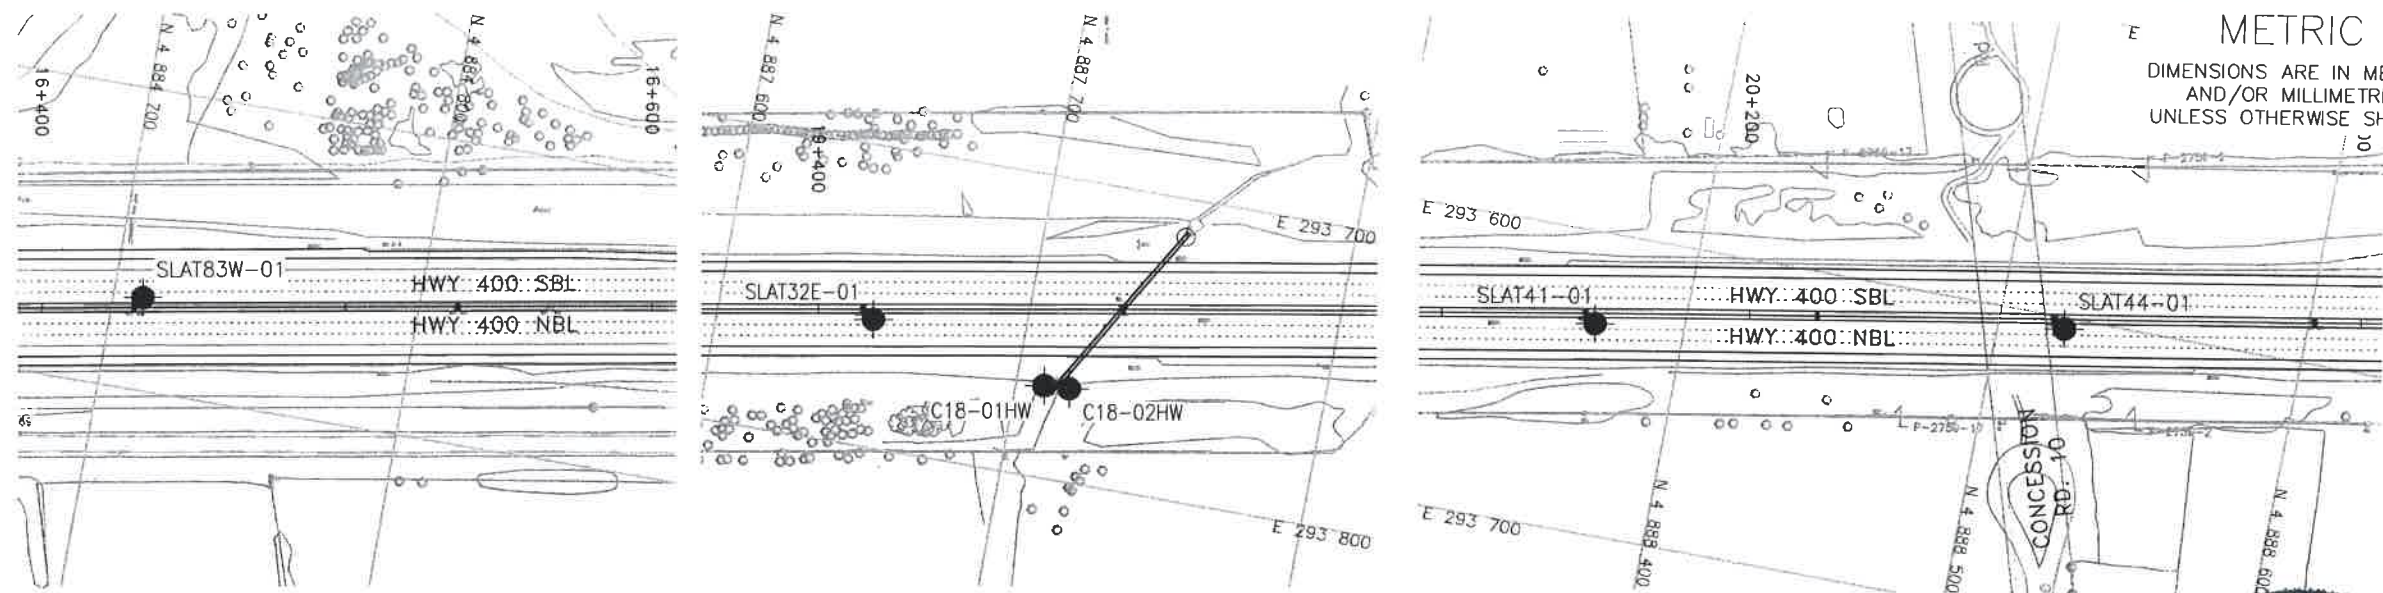 16+400
N 4 884 700
N 4 884 800
16+600
SLAT83W-01
HWY 400 SBL
HWY 400 NBL
N 4 887 600
19+400
N 4 887 700
E 293 700
SLAT32E-01
C18-01HW
C18-02HW
E 293 800
E
METRIC
DIMENSIONS ARE IN ME
AND/OR MILLIMETR
UNLESS OTHERWISE SH
20+200
E 293 600
SLAT41-01
HWY 400 SBL
HWY 400 NBL
SLAT44-01
E 293 700
N 4 888 400
N 4 888 500
CONCESSION
RD. 10
N 4 888 600